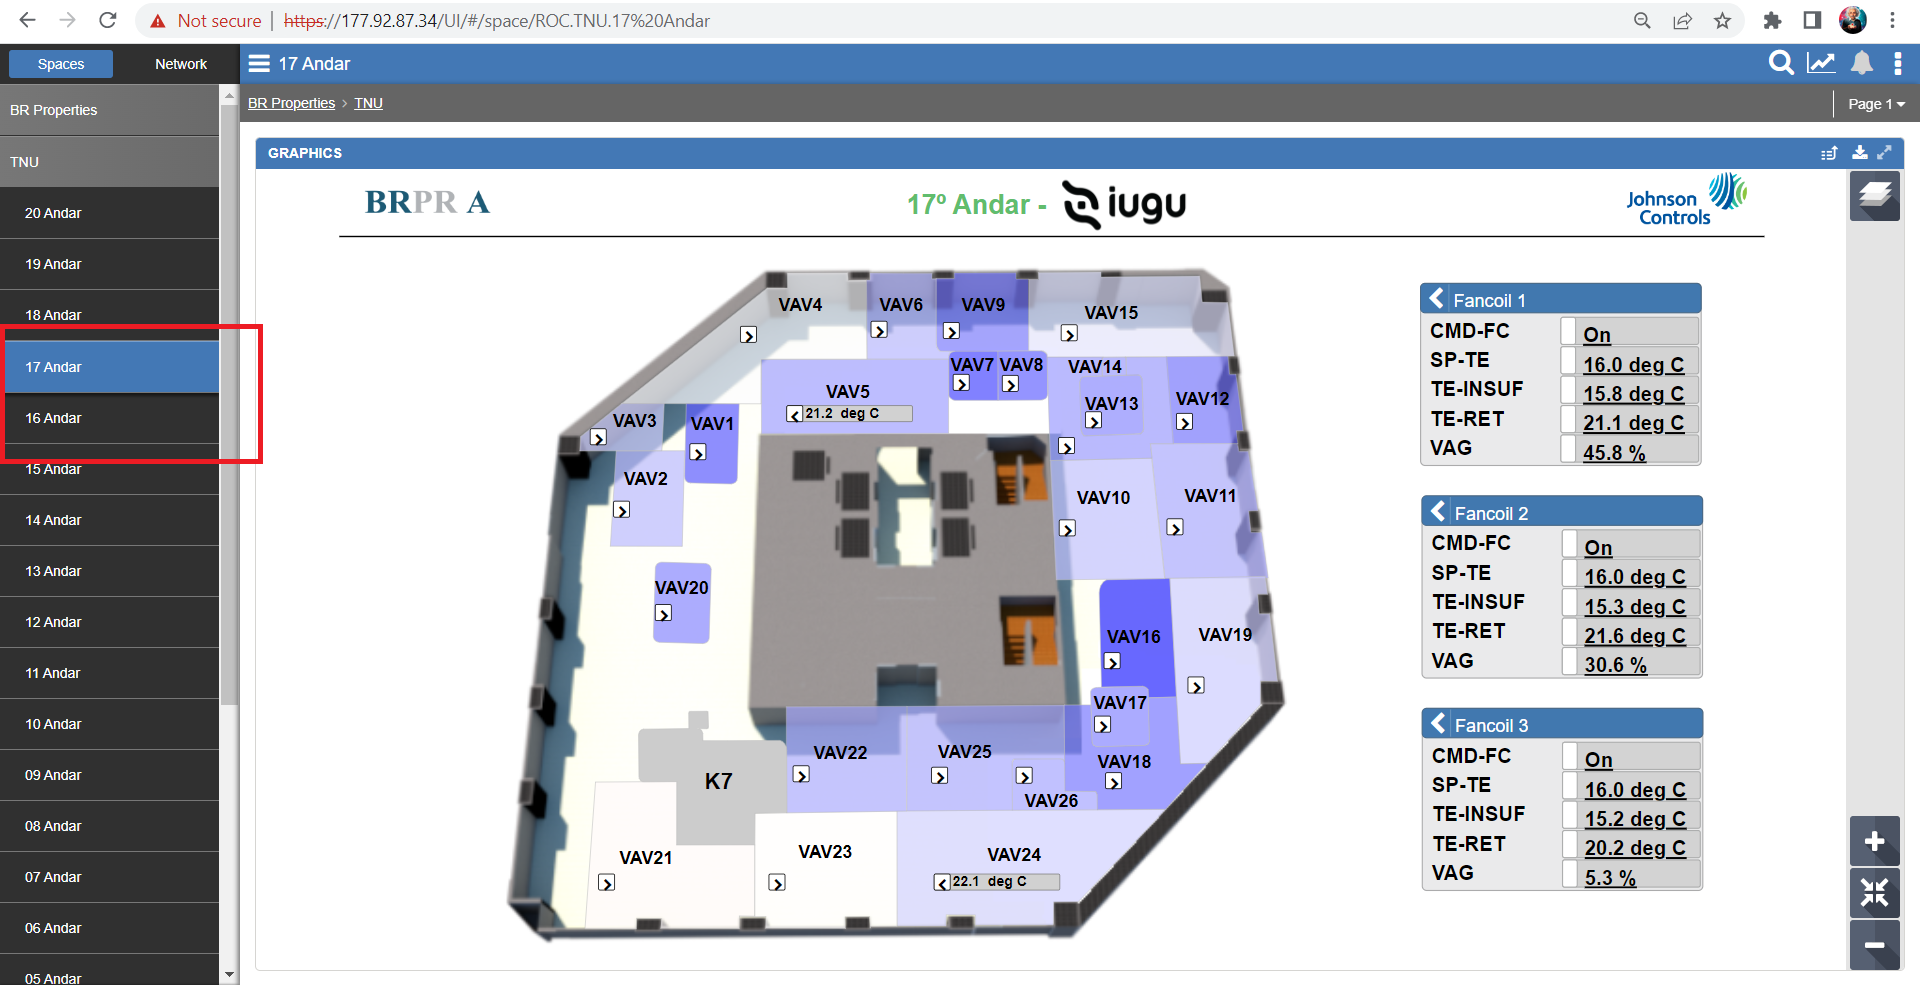 Not secure https://177.92.87.34/UI/#/space/ROC.TNU.17%20Andar
Spaces Network 17 Andar
BR Properties
BR Properties > TNU Page 1
TNU
20 Andar
19 Andar
18 Andar
17 Andar
16 Andar
15 Andar
14 Andar
13 Andar
12 Andar
11 Andar
10 Andar
09 Andar
08 Andar
07 Andar
06 Andar
05 Andar
GRAPHICS
BRPR A
17º Andar - iugu
Johnson
Controls
VAV4
VAV6
VAV9
VAV15
VAV7
VAV8
VAV14
VAV5
21.2 deg C
VAV13
VAV12
VAV3
VAV1
VAV2
VAV10
VAV11
VAV20
VAV16
VAV19
VAV17
VAV22
VAV25
VAV18
VAV26
K7
VAV21
VAV23
VAV24
22.1 deg C
Fancoil 1
CMD-FC On
SP-TE 16.0 deg C
TE-INSUF 15.8 deg C
TE-RET 21.1 deg C
VAG 45.8 %
Fancoil 2
CMD-FC On
SP-TE 16.0 deg C
TE-INSUF 15.3 deg C
TE-RET 21.6 deg C
VAG 30.6 %
Fancoil 3
CMD-FC On
SP-TE 16.0 deg C
TE-INSUF 15.2 deg C
TE-RET 20.2 deg C
VAG 5.3 %